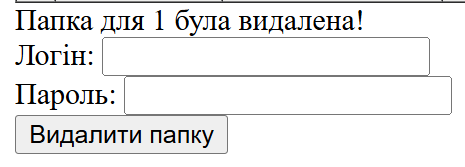 Папка для 1 була видалена!
Логін:
Пароль:
Видалити папку